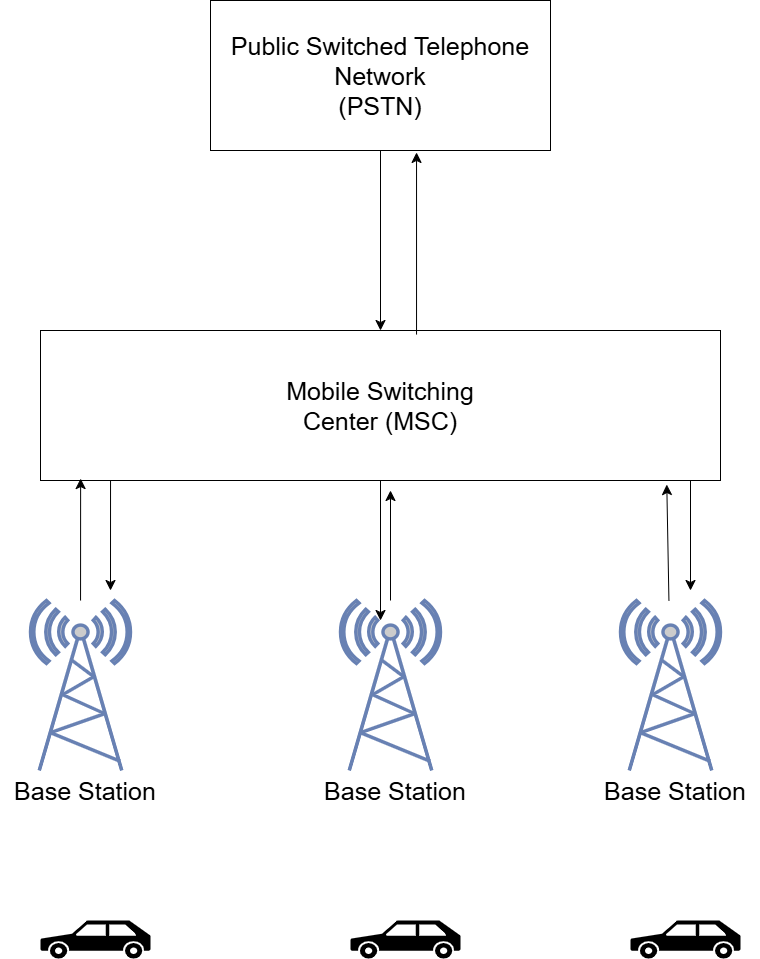 Public Switched Telephone
Network
(PSTN)
Mobile Switching
Center (MSC)
Base Station
Base Station
Base Station